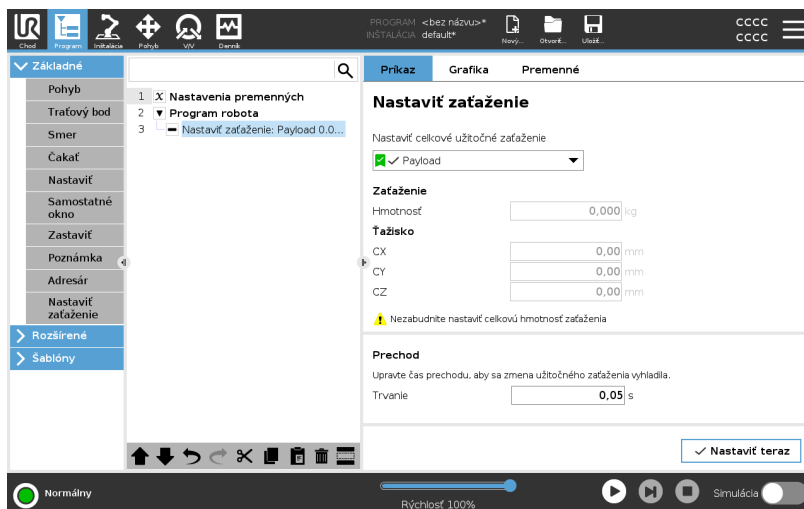 UR
Chod
Program
Inštalácia
Pohyb
V/V
Denník
PROGRAM <bez názvu>*
INŠTALÁCIA default*
Nový...
Otvoriť...
Uložiť...
CCCC
CCCC
Základné
Pohyb
Traťový bod
Smer
Čakať
Nastaviť
Samostatné
okno
Zastaviť
Poznámka
Adresár
Nastaviť
zaťaženie
Rozšírené
Šablóny
1 X Nastavenia premenných
2 Program robota
3 Nastaviť zaťaženie: Payload 0.0...
Príkaz Grafika Premenné
Nastaviť zaťaženie
Nastaviť celkové užitočné zaťaženie
Payload
Zaťaženie
Hmotnosť 0,000 kg
Ťažisko
CX 0,00 mm
CY 0,00 mm
CZ 0,00 mm
Nezabudnite nastaviť celkovú hmotnosť zaťaženia
Prechod
Upravte čas prechodu, aby sa zmena užitočného zaťaženia vyhladila.
Trvanie 0,05 s
Nastaviť teraz
Normálny
Rýchlosť 100%
Simulácia